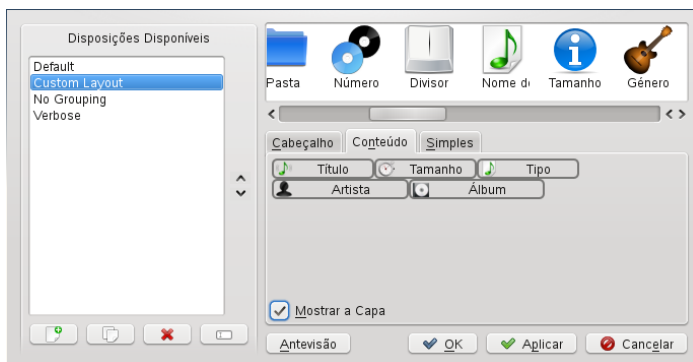 Disposições Disponíveis
Default
Custom Layout
No Grouping
Verbose
Pasta Número Divisor Nome d Tamanho Género
Cabeçalho Conteúdo Simples
Título Tamanho Tipo
Artista Álbum
Mostrar a Capa
Antevisão OK Aplicar Cancelar